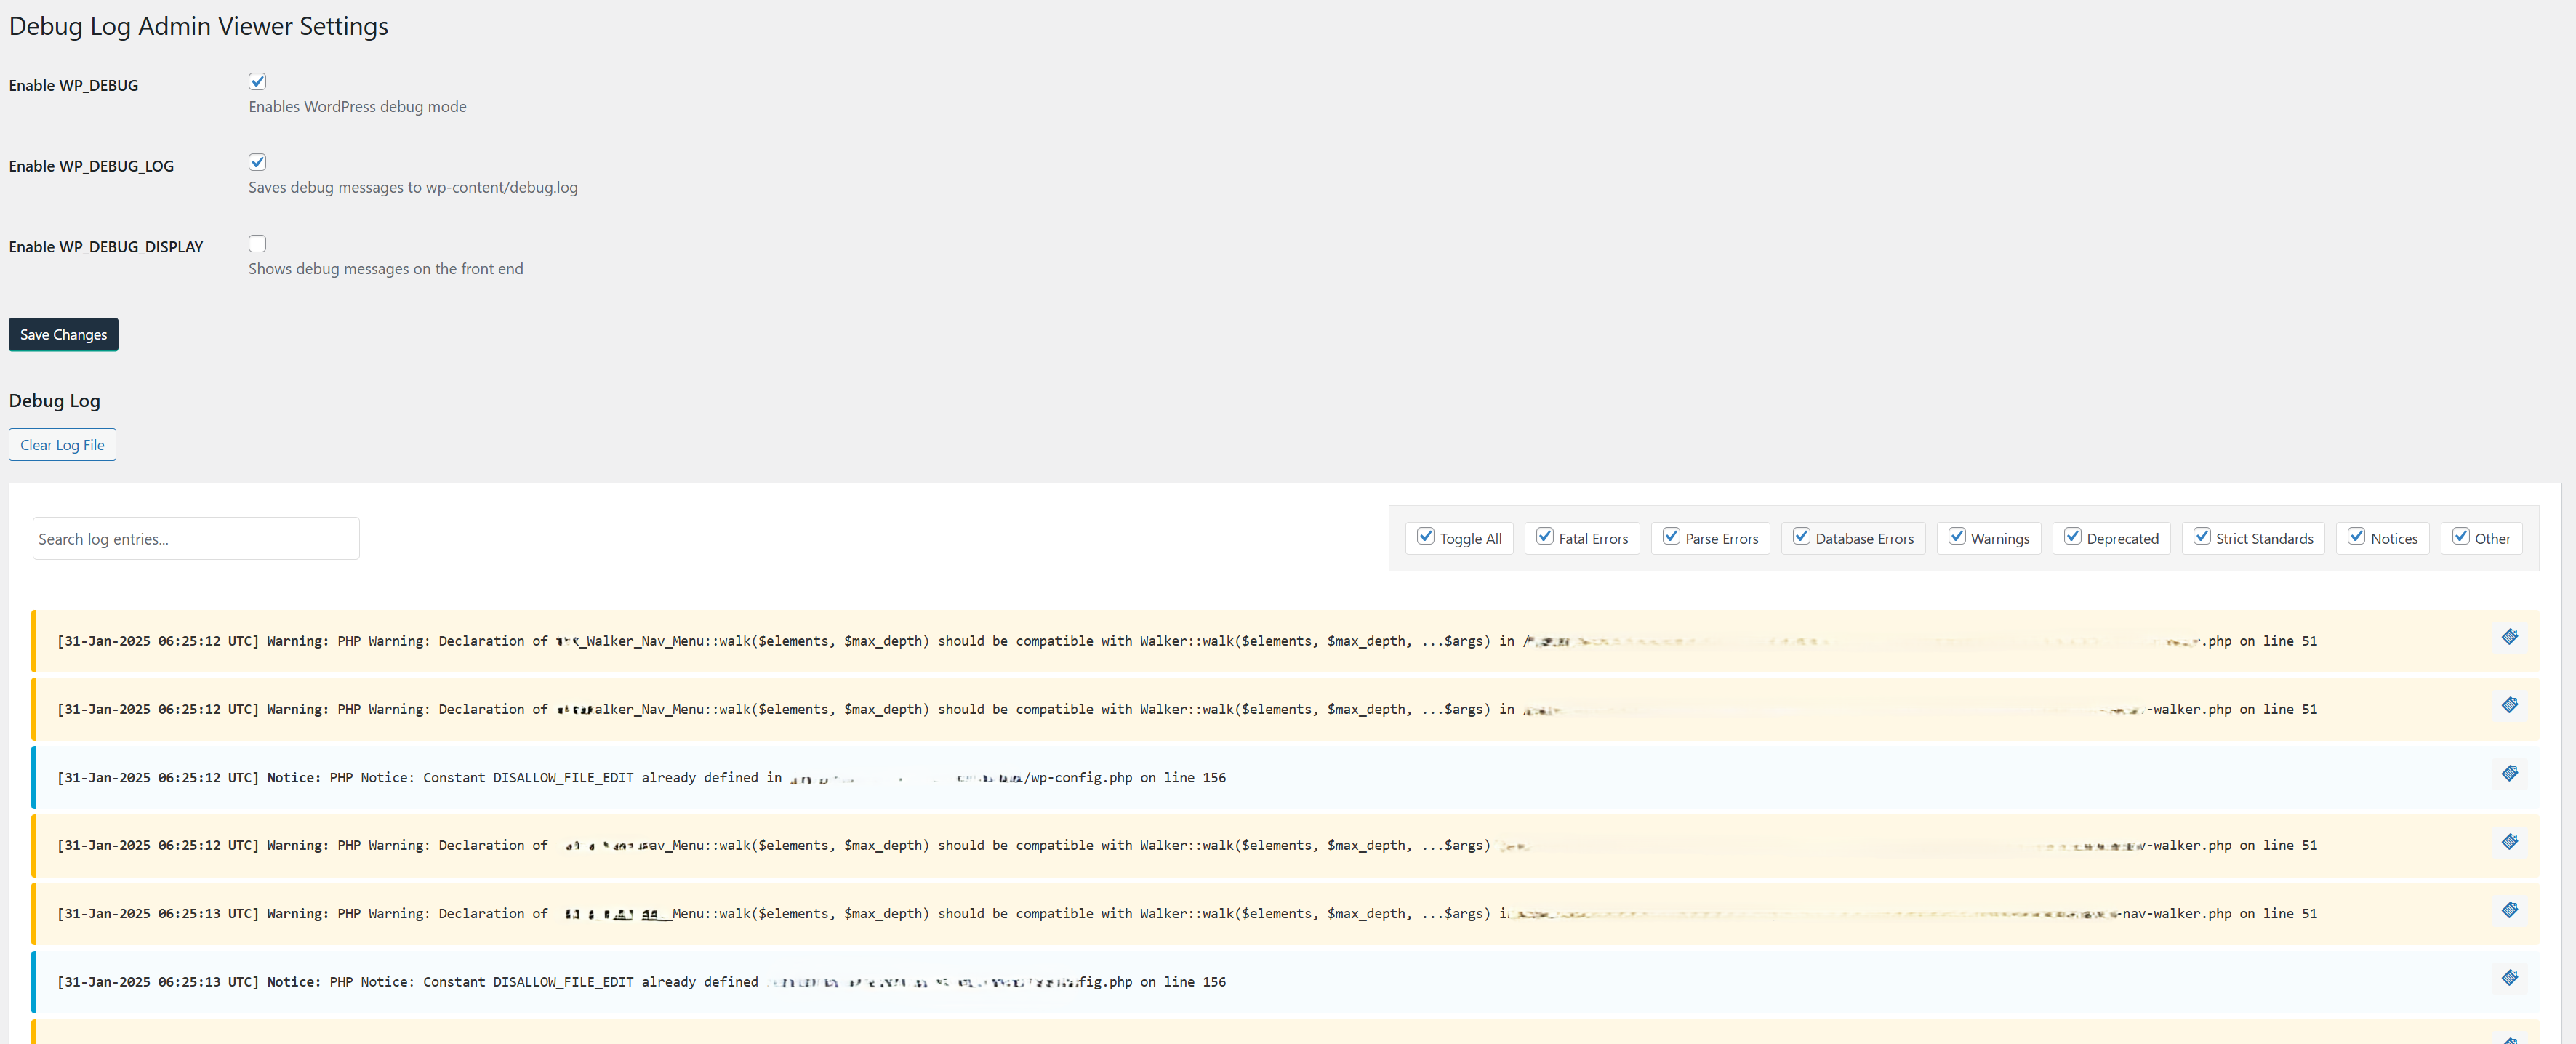 Debug Log Admin Viewer Settings
Enable WP_DEBUG
Enables WordPress debug mode
Enable WP_DEBUG_LOG
Saves debug messages to wp-content/debug.log
Enable WP_DEBUG_DISPLAY
Shows debug messages on the front end
Save Changes
Debug Log
Clear Log File
Search log entries... Toggle All Fatal Errors Parse Errors Database Errors Warnings Deprecated Strict Standards Notices Other
[31-Jan-2025 06:25:12 UTC] Warning: PHP Warning: Declaration of _Walker_Nav_Menu::walk($elements, $max_depth) should be compatible with Walker::walk($elements, $max_depth, ...$args) in / .php on line 51
[31-Jan-2025 06:25:12 UTC] Warning: PHP Warning: Declaration of alker_Nav_Menu::walk($elements, $max_depth) should be compatible with Walker::walk($elements, $max_depth, ...$args) in -walker.php on line 51
[31-Jan-2025 06:25:12 UTC] Notice: PHP Notice: Constant DISALLOW_FILE_EDIT already defined in /wp-config.php on line 156
[31-Jan-2025 06:25:12 UTC] Warning: PHP Warning: Declaration of av_Menu::walk($elements, $max_depth) should be compatible with Walker::walk($elements, $max_depth, ...$args) -walker.php on line 51
[31-Jan-2025 06:25:13 UTC] Warning: PHP Warning: Declaration of _Menu::walk($elements, $max_depth) should be compatible with Walker::walk($elements, $max_depth, ...$args) -nav-walker.php on line 51
[31-Jan-2025 06:25:13 UTC] Notice: PHP Notice: Constant DISALLOW_FILE_EDIT already defined fig.php on line 156